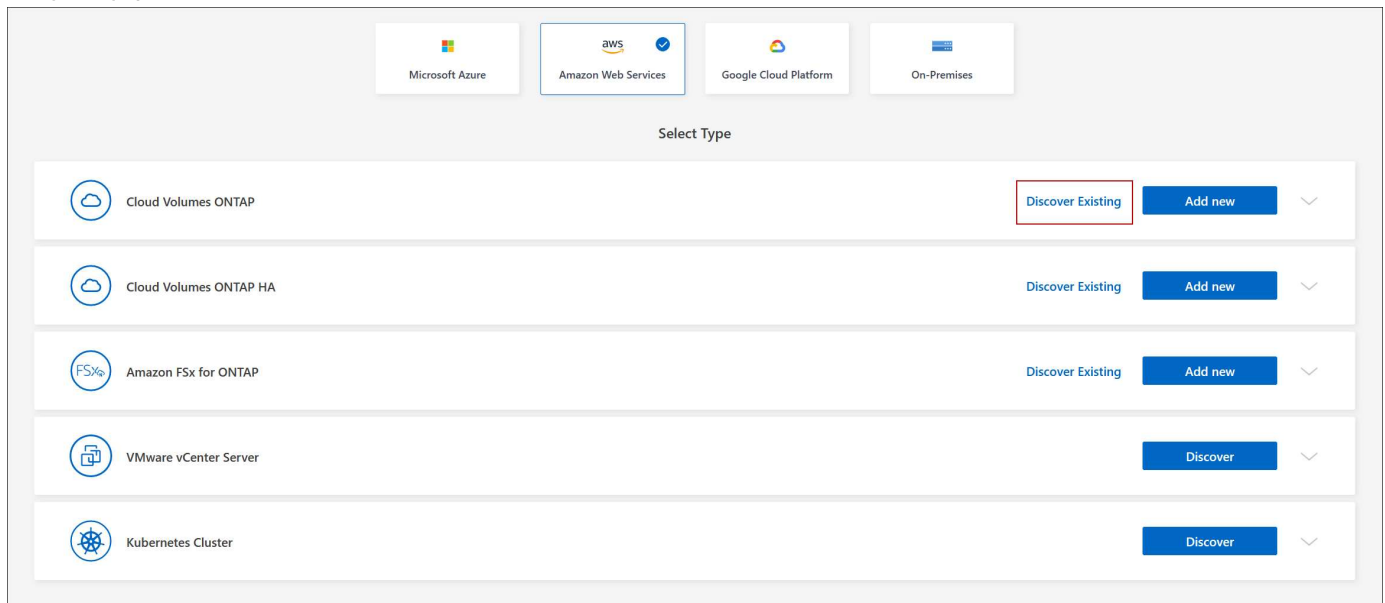 aws
Microsoft Azure
Amazon Web Services
Google Cloud Platform
On-Premises
Select Type
Cloud Volumes ONTAP
Discover Existing
Add new
Cloud Volumes ONTAP HA
Discover Existing
Add new
FSx
Amazon FSx for ONTAP
Discover Existing
Add new
VMware vCenter Server
Discover
Kubernetes Cluster
Discover